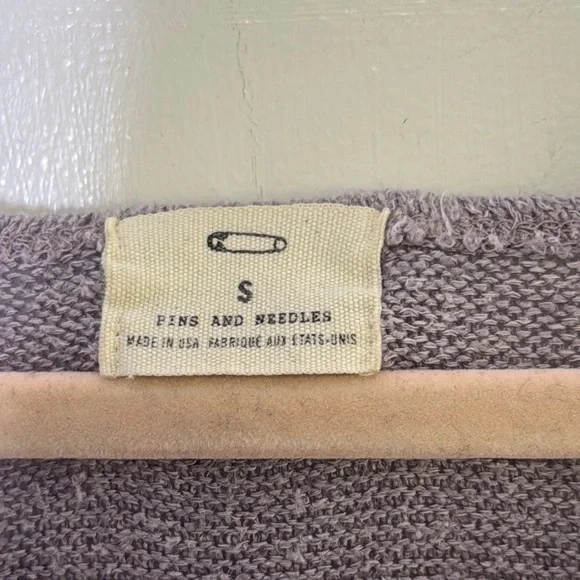 S
PINS AND NEEDLES
MADE IN USA FABRIQUÉ AUX ÉTATS-UNIS